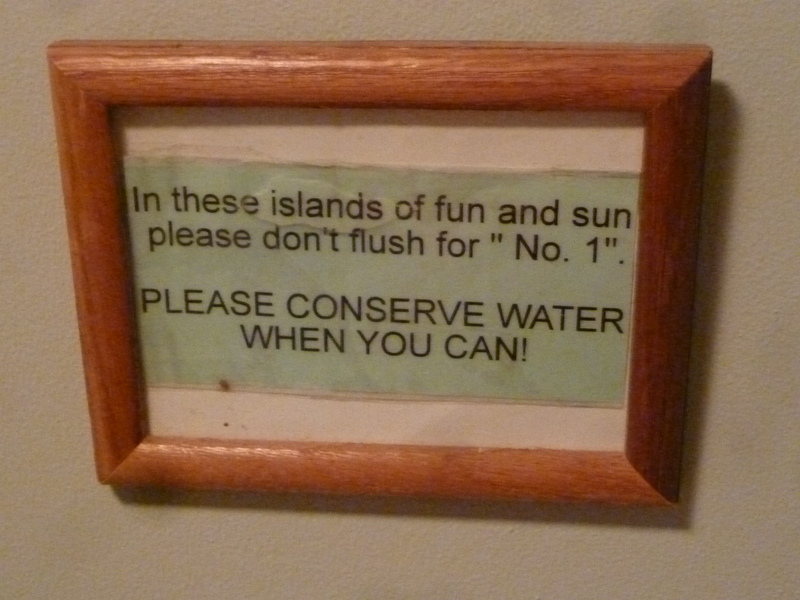 In these islands of fun and sun
please don't flush for " No. 1".
PLEASE CONSERVE WATER
WHEN YOU CAN!